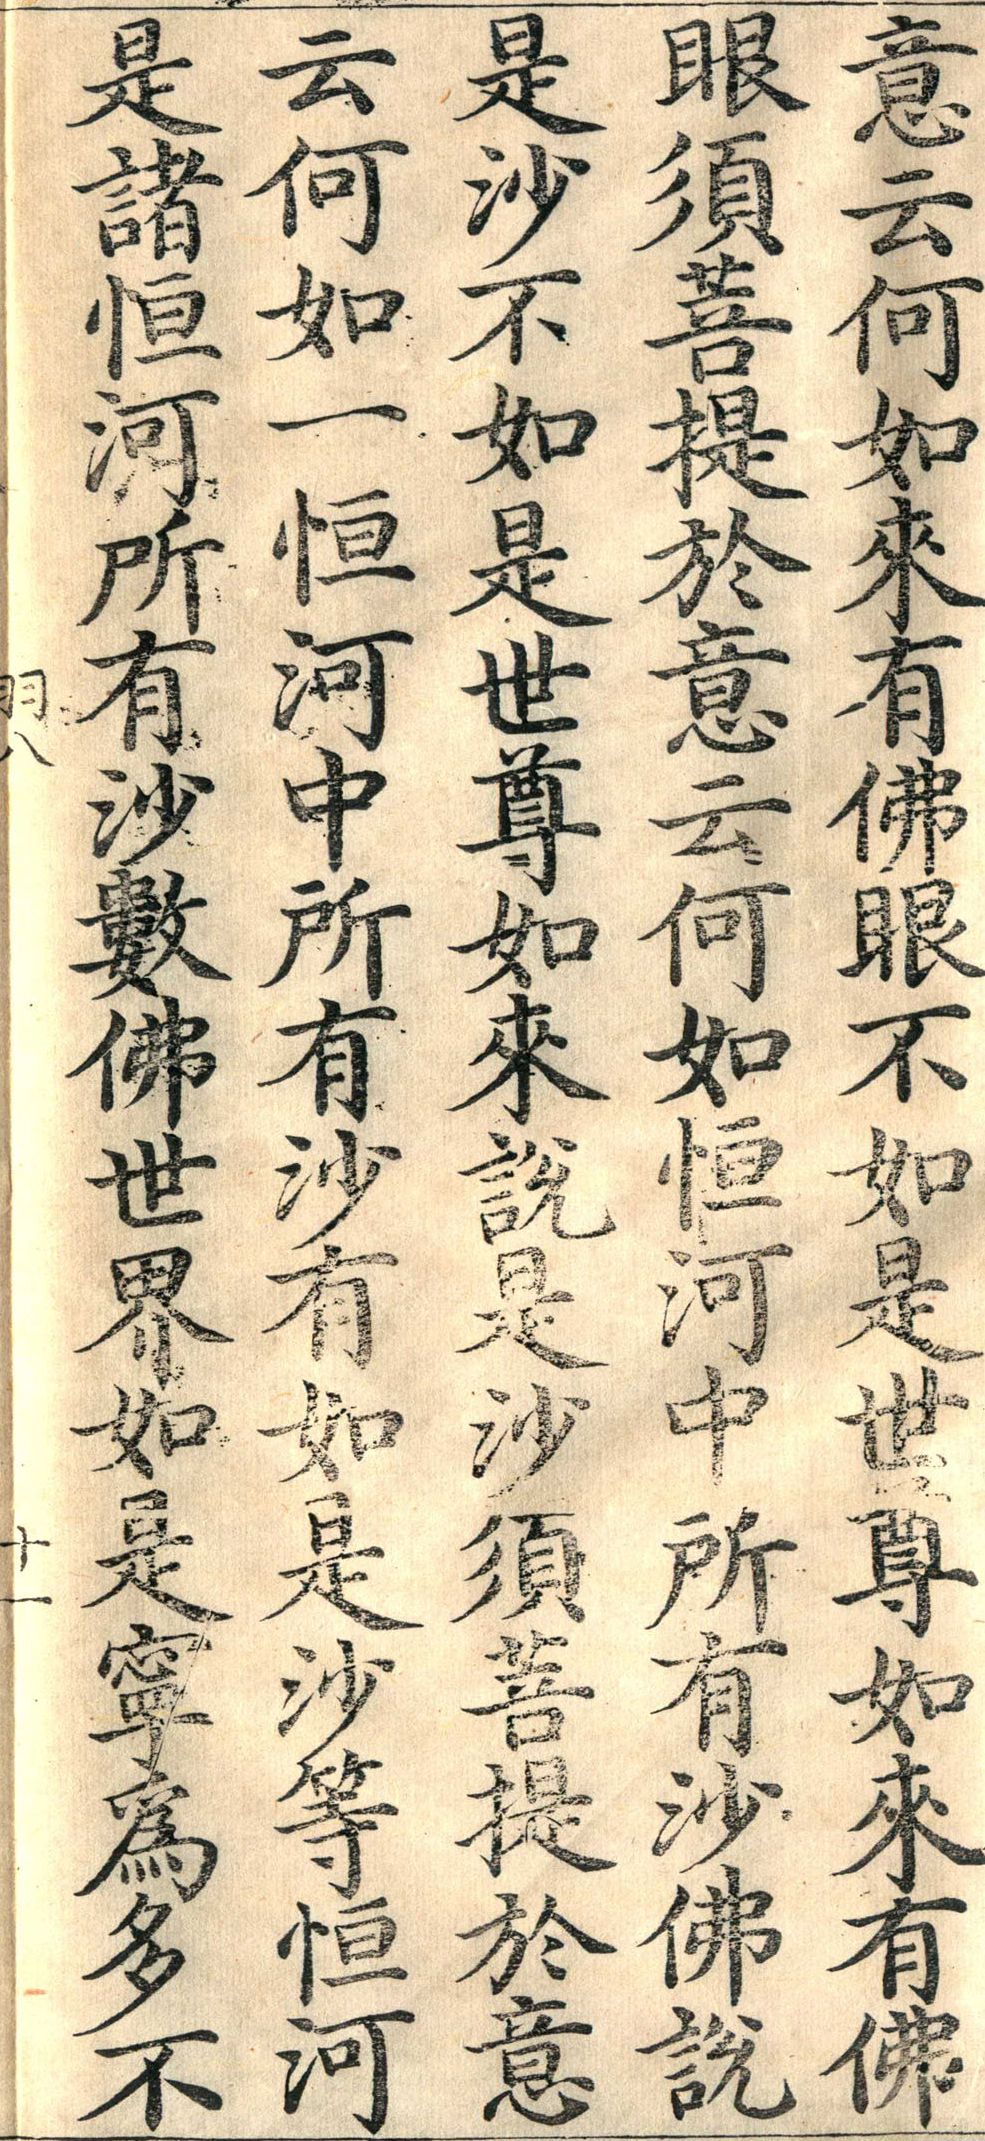 意云何如來有佛眼不如是世尊如來有佛
眼須菩提於意云何如恒河中所有沙佛說
是沙不如是世尊如來說是沙須菩提於意
云何如一恒河中所有沙有如是沙等恒河
是諸恒河所有沙數佛世界如是寧爲多不
十一